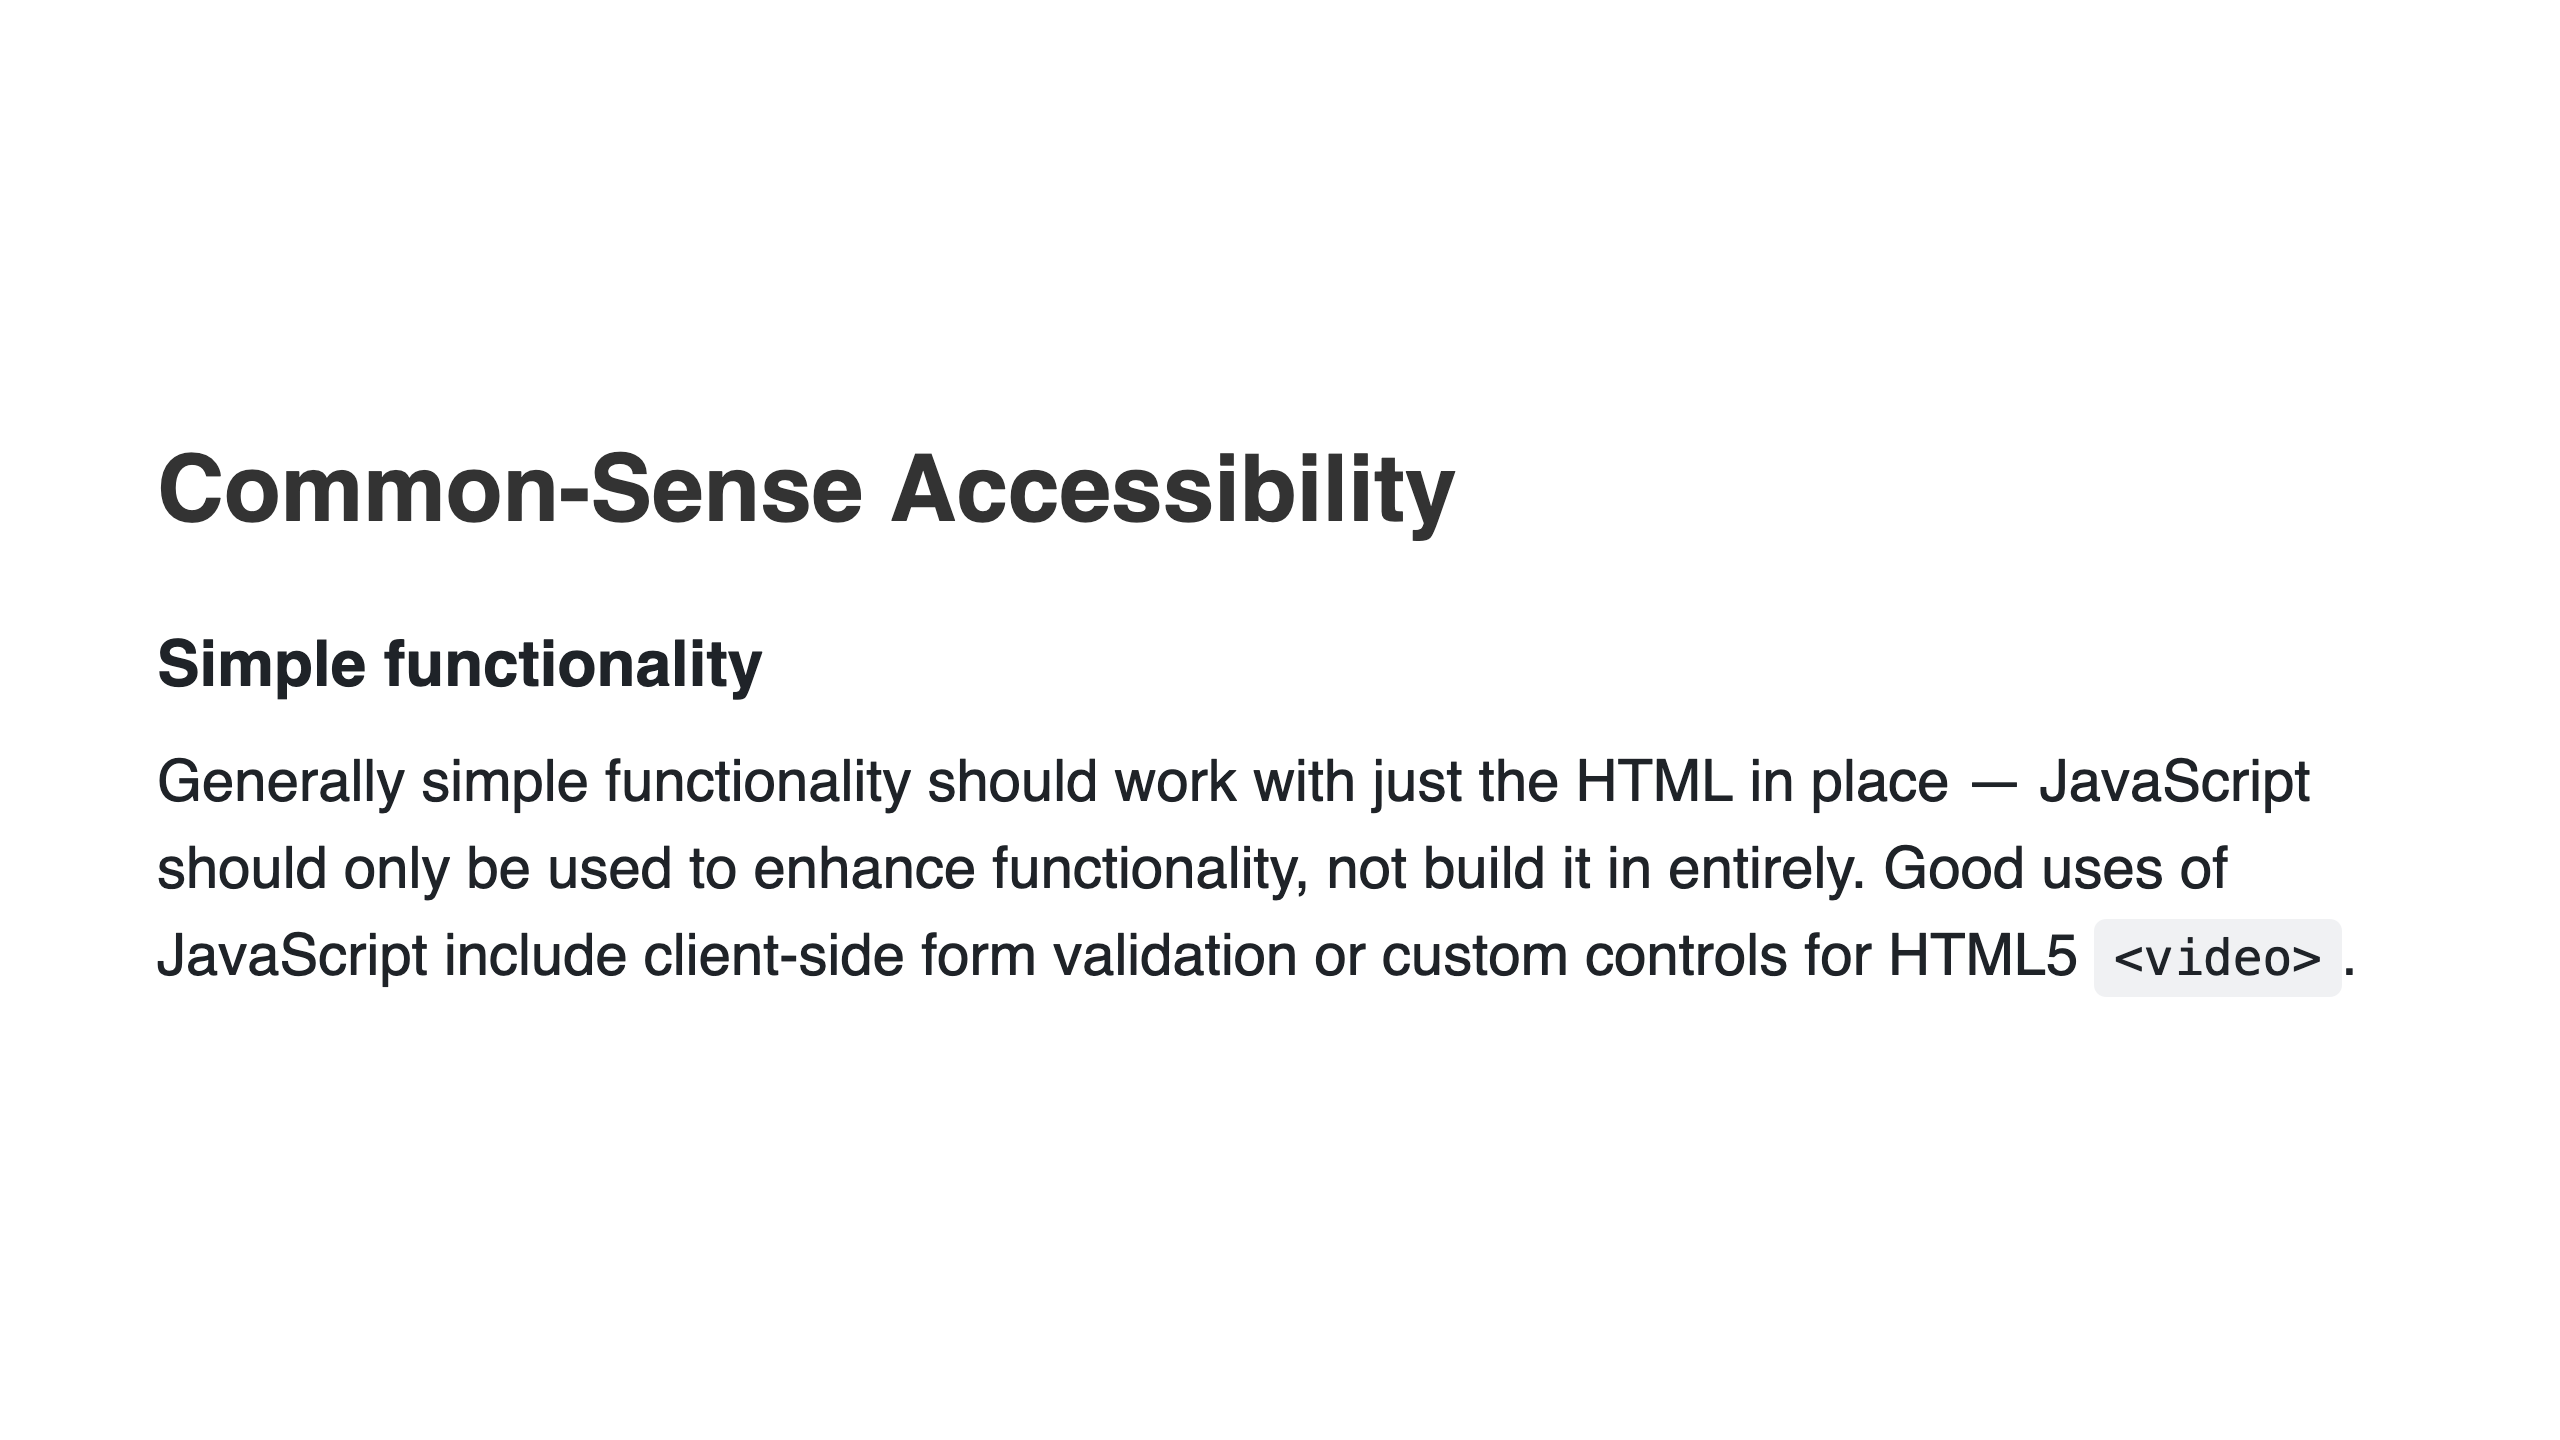 Common-Sense Accessibility
Simple functionality
Generally simple functionality should work with just the HTML in place — JavaScript
should only be used to enhance functionality, not build it in entirely. Good uses of
JavaScript include client-side form validation or custom controls for HTML5 <video>.